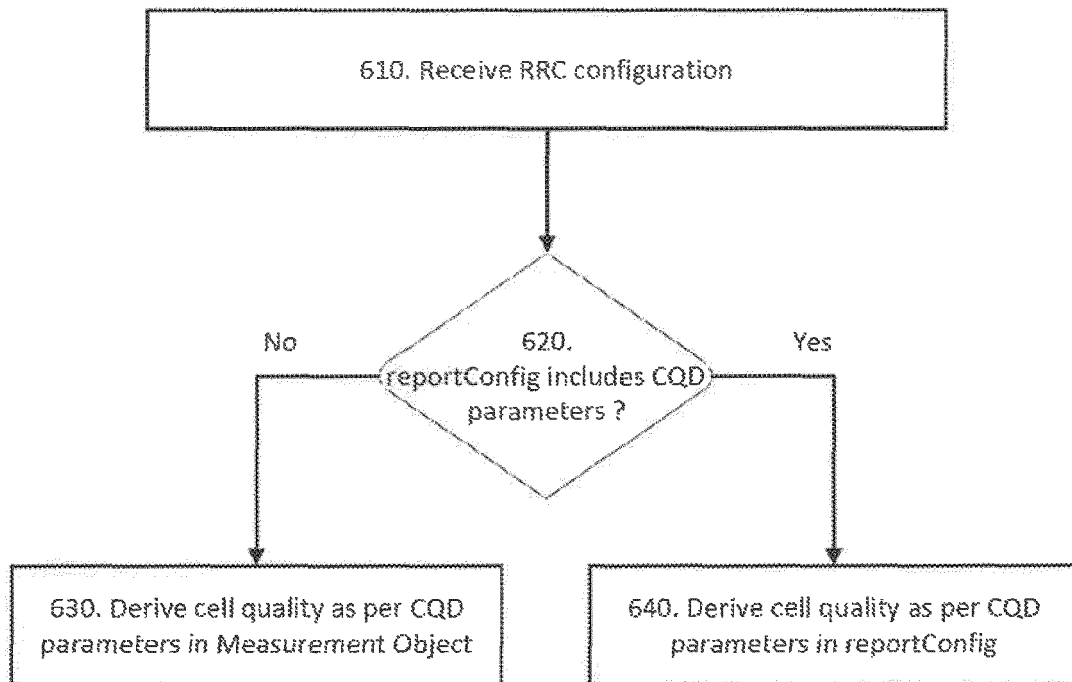 610. Receive RRC configuration
620.
No
Yes
reportConfig includes CQD
parameters ?
630. Derive cell quality as per CQD
parameters in Measurement Object
640. Derive cell quality as per CQD
parameters in reportConfig